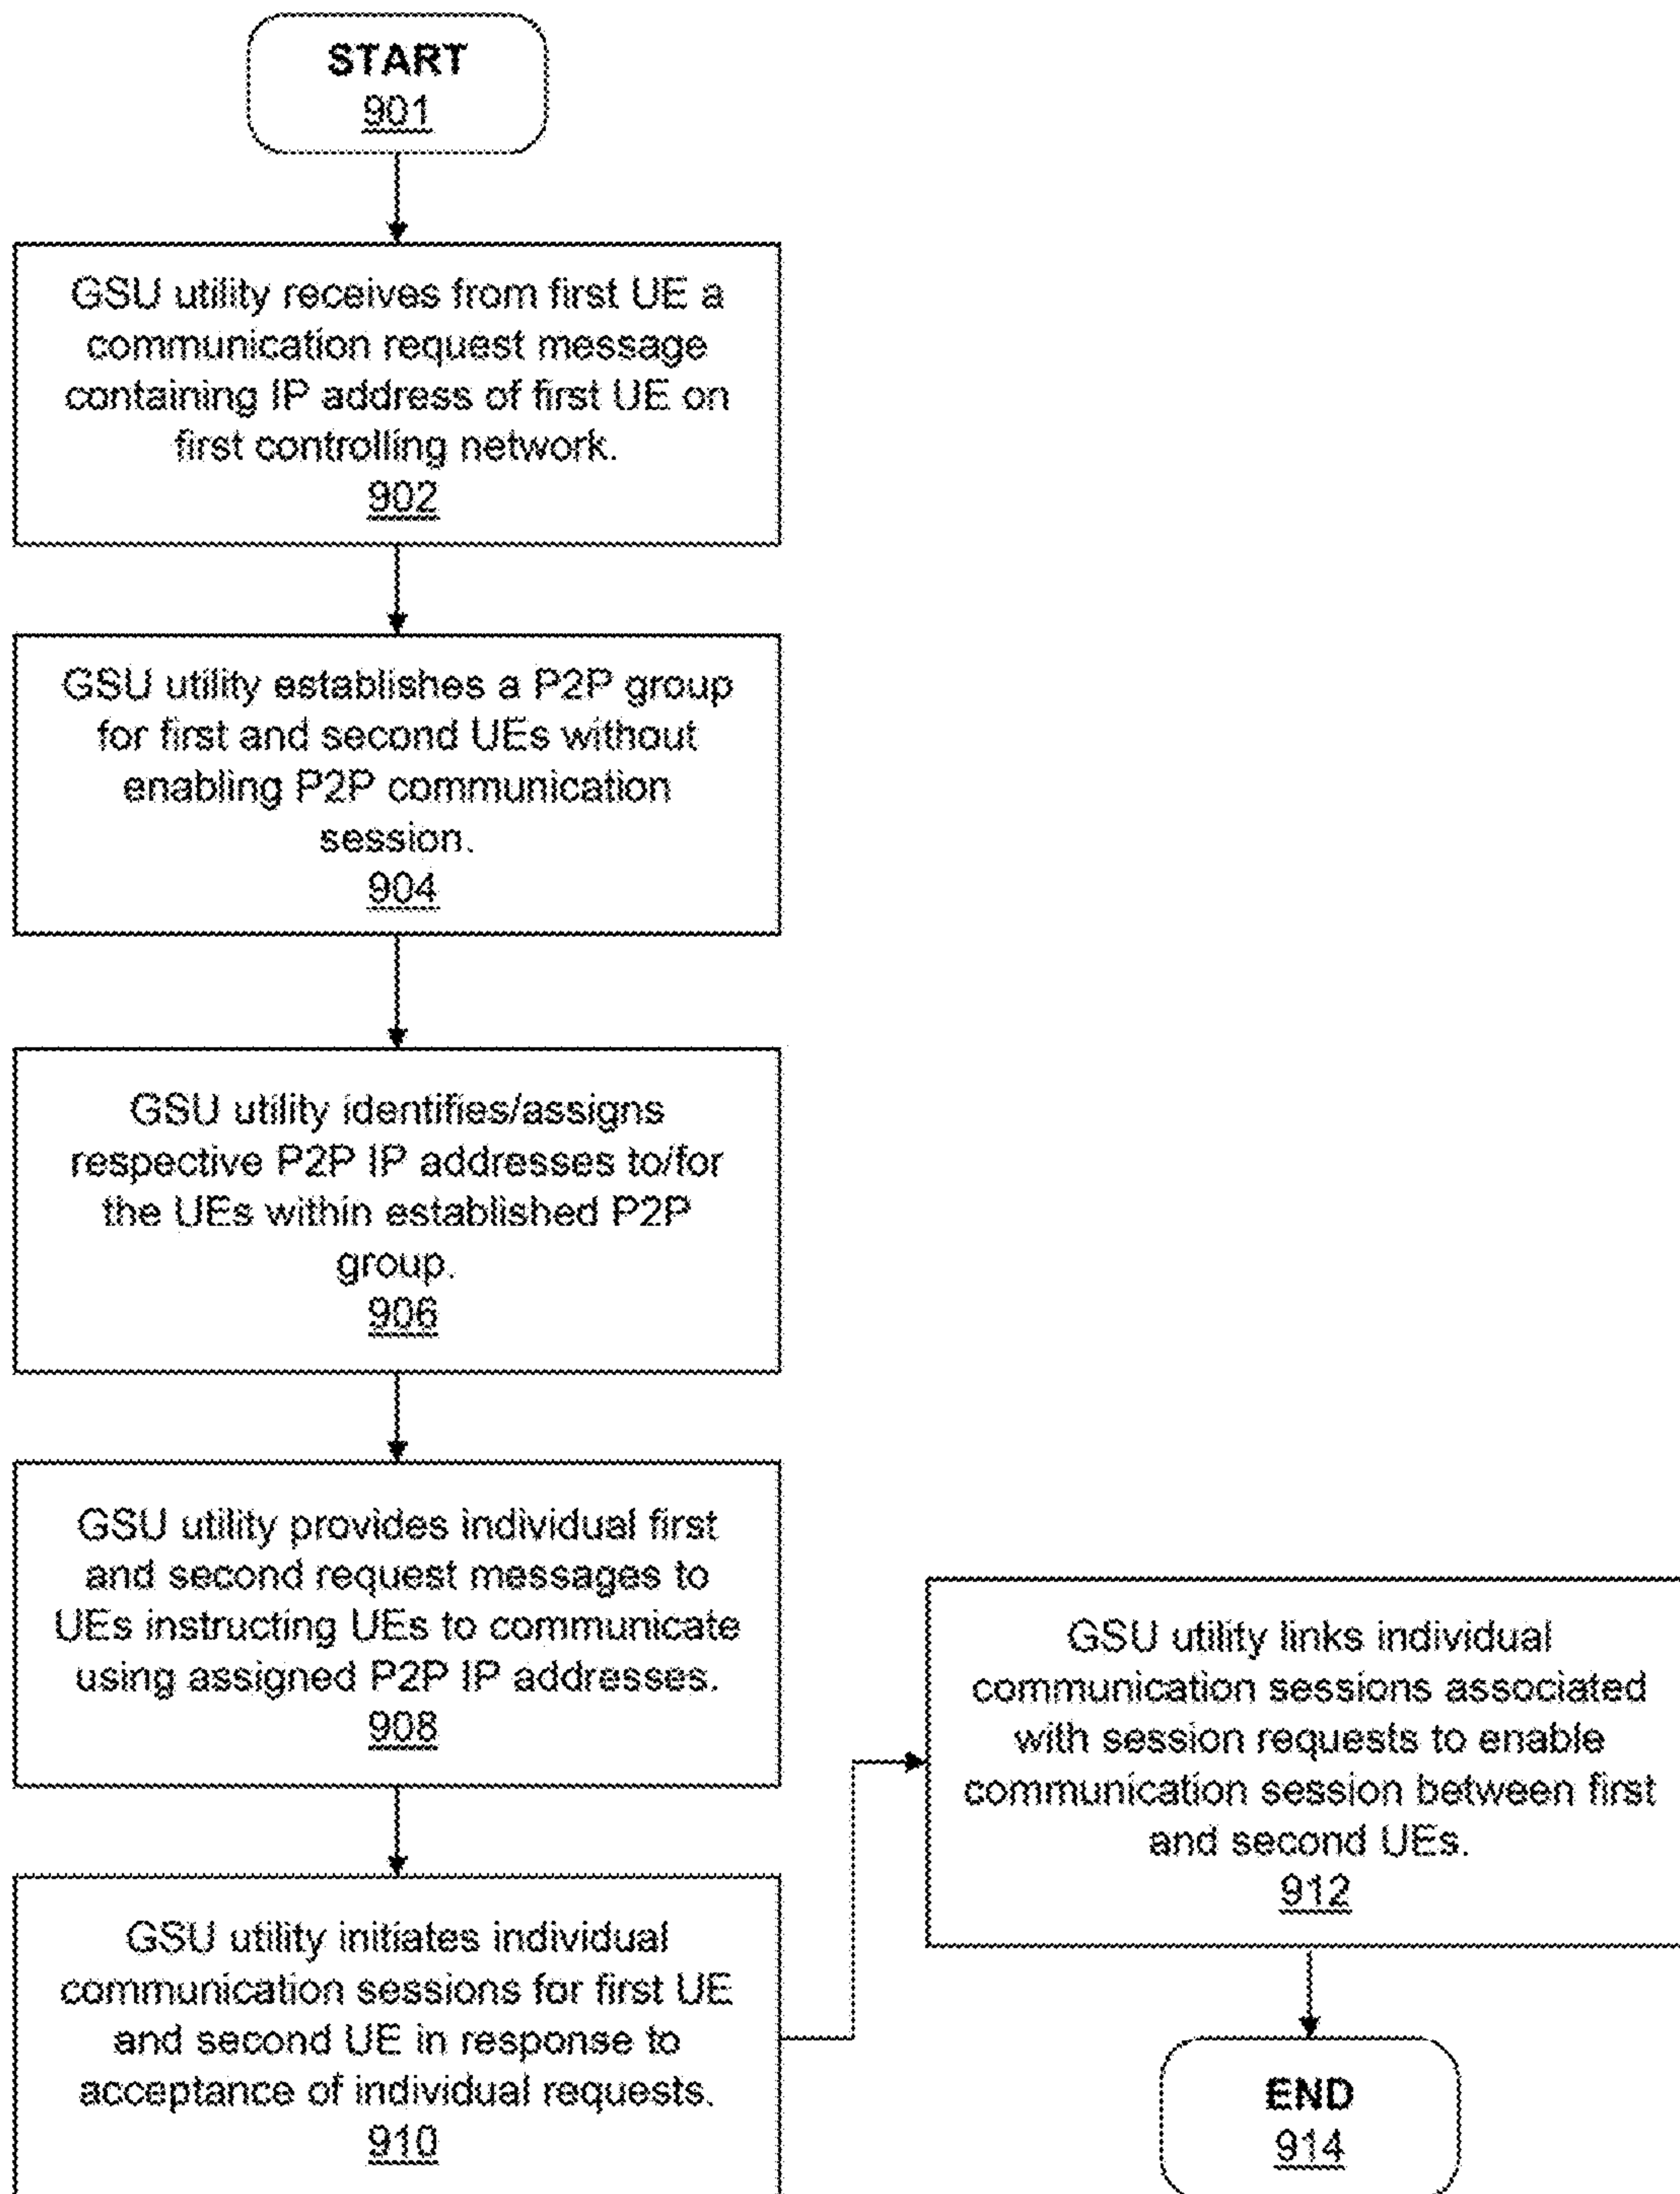 START
901
GSU utility receives from first UE a
communication request message
containing IP address of first UE on
first controlling network.
902
GSU utility establishes a P2P group
for first and second UEs without
enabling P2P communication
session.
904
GSU utility identifies/assigns
respective P2P IP addresses to/for
the UEs within established P2P
group.
906
GSU utility provides individual first
and second request messages to
UEs instructing UEs to communicate
using assigned P2P IP addresses.
908
GSU utility initiates individual
communication sessions for first UE
and second UE in response to
acceptance of individual requests.
910
GSU utility links individual
communication sessions associated
with session requests to enable
communication session between first
and second UEs.
912
END
914